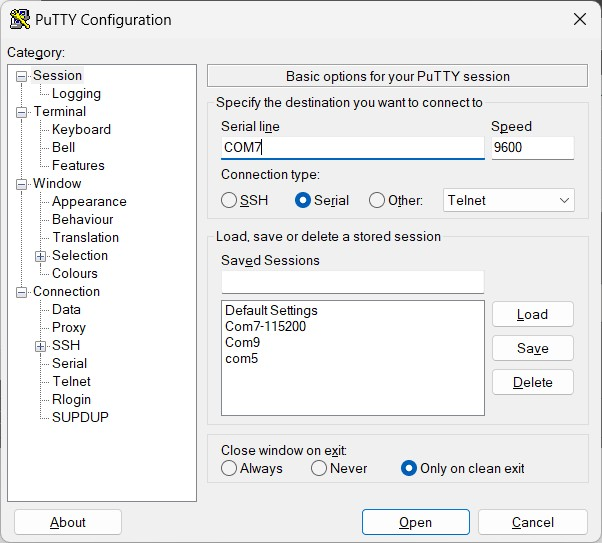 PuTTY Configuration
Category:
Session
Logging
Terminal
Keyboard
Bell
Features
Window
Appearance
Behaviour
Translation
Selection
Colours
Connection
Data
Proxy
SSH
Serial
Telnet
Rlogin
SUPDUP
Basic options for your PuTTY session
Specify the destination you want to connect to
Serial line Speed
COM7 9600
Connection type:
SSH Serial Other: Telnet
Load, save or delete a stored session
Saved Sessions
Default Settings
Com7-115200
Com9
com5
Load
Save
Delete
Close window on exit:
Always Never Only on clean exit
About Open Cancel